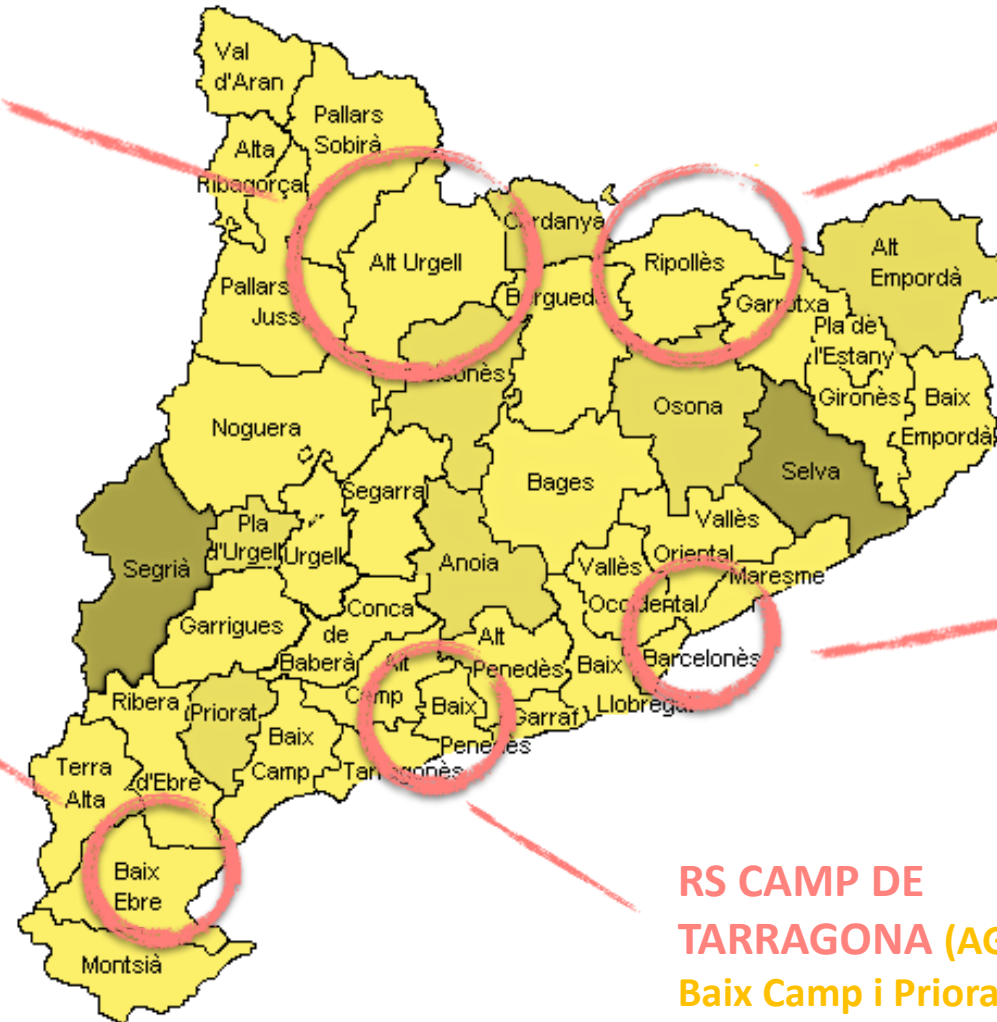 Val
d'Aran
Pallars
Sobirà
Alta
Ribagorça
Cerdanya
Alt Urgell
Ripollès
Alt
Empordà
Pallars
Juss
Berguedà
Garrotxa
Pla de
l'Estany
Solsonès
Gironès
Baix
Empordà
Osona
Noguera
Selva
Bages
Segarra
Vallès
Oriental
Pla
d'Urgell
Urgell
Anoia
Vallès
Occidental
Maresme
Segrià
Conca
de
Baberà
Garrigues
Alt
Penedès
Baix
Llobregat
Barcelonès
Alt
Camp
Baix
Penedès
Garraf
Ribera
d'Ebre
Priorat
Baix
Camp
Tarragonès
Terra
Alta
Baix
Ebre
Montsià
RS CAMP DE
TARRAGONA (AG
Baix Camp i Priora